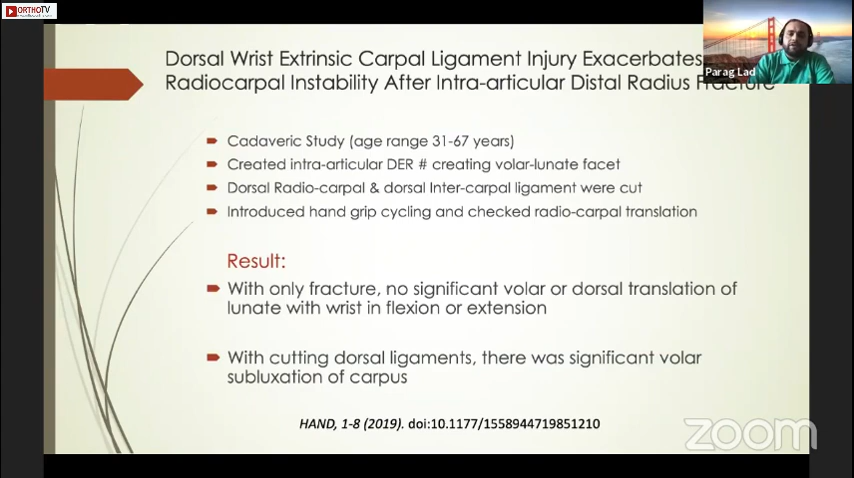 ORTHOTV
Parag Lad
Dorsal Wrist Extrinsic Carpal Ligament Injury Exacerbates
Radiocarpal Instability After Intra-articular Distal Radius Fracture
Cadaveric Study (age range 31-67 years)
Created intra-articular DER # creating volar-lunate facet
Dorsal Radio-carpal & dorsal Inter-carpal ligament were cut
Introduced hand grip cycling and checked radio-carpal translation
Result:
With only fracture, no significant volar or dorsal translation of
lunate with wrist in flexion or extension
With cutting dorsal ligaments, there was significant volar
subluxation of carpus
HAND, 1-8 (2019). doi:10.1177/1558944719851210
zoom